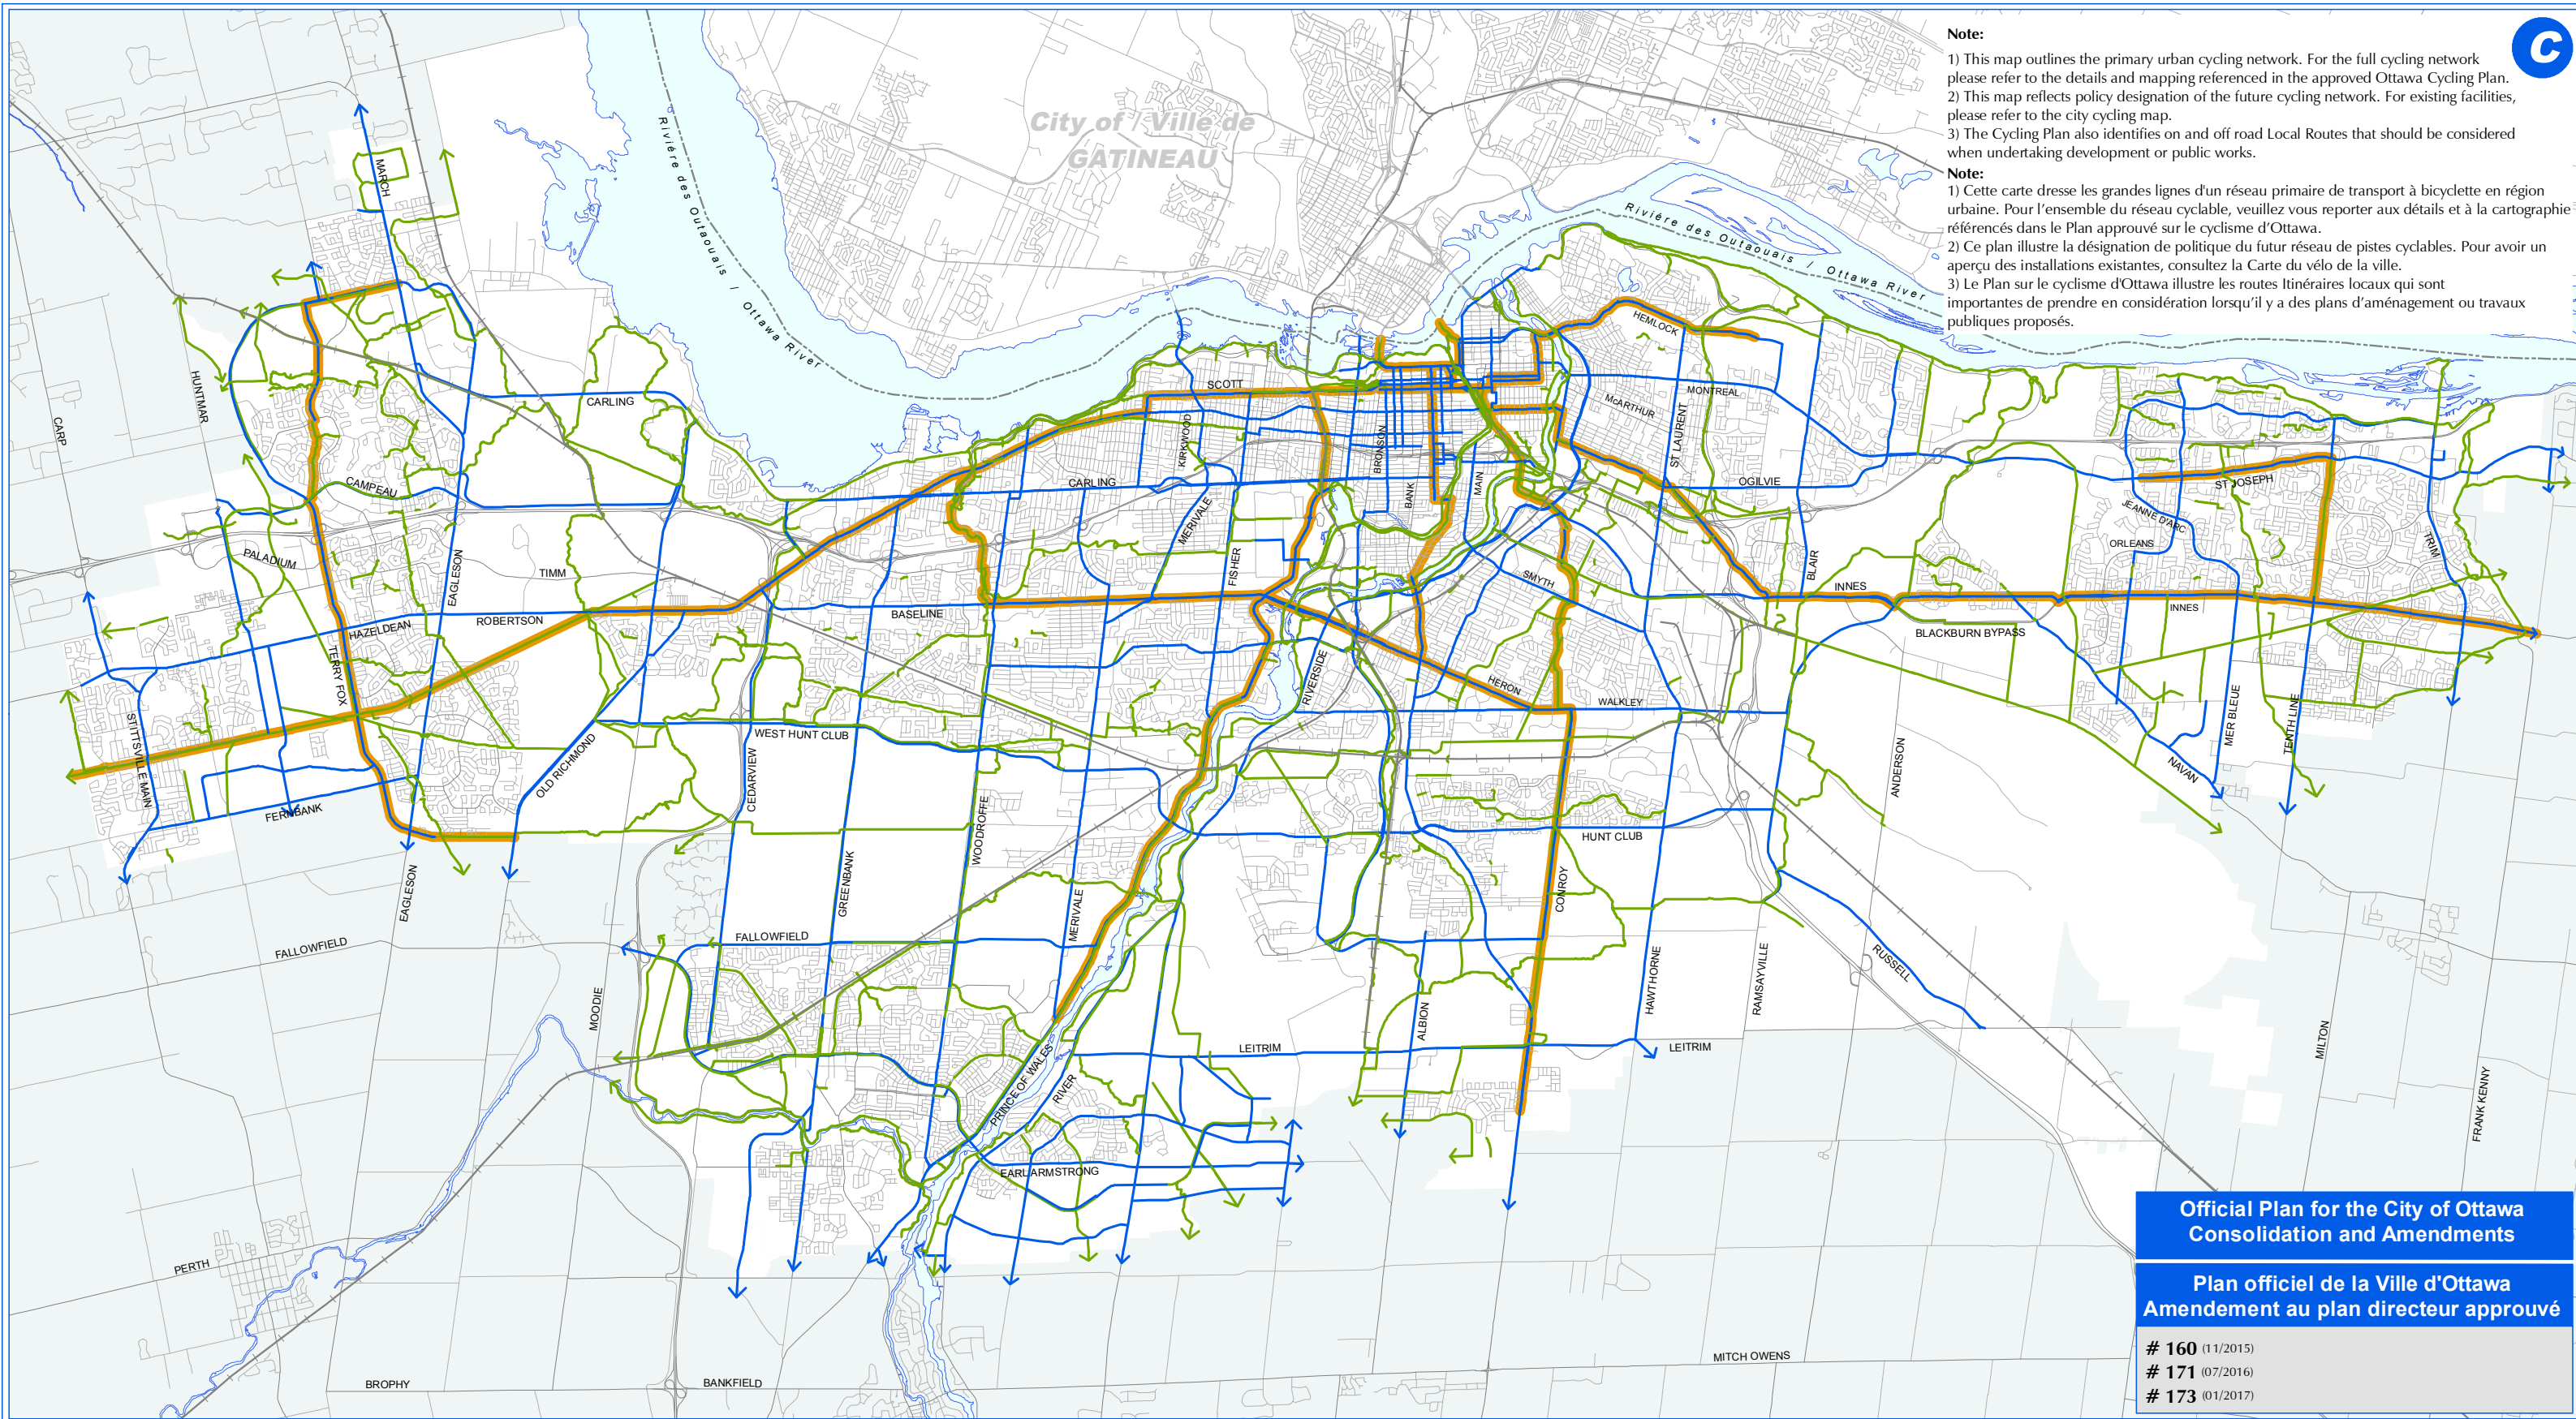 Note:
1) This map outlines the primary urban cycling network. For the full cycling network
please refer to the details and mapping referenced in the approved Ottawa Cycling Plan.
2) This map reflects policy designation of the future cycling network. For existing facilities,
please refer to the city cycling map.
3) The Cycling Plan also identifies on and off road Local Routes that should be considered
when undertaking development or public works.
Note:
1) Cette carte dresse les grandes lignes d'un réseau primaire de transport à bicyclette en région
urbaine. Pour l'ensemble du réseau cyclable, veuillez vous reporter aux détails et à la cartographie
référencés dans le Plan approuvé sur le cyclisme d'Ottawa.
2) Ce plan illustre la désignation de politique du futur réseau de pistes cyclables. Pour avoir un
aperçu des installations existantes, consultez la Carte du vélo de la ville.
3) Le Plan sur le cyclisme d'Ottawa illustre les routes Itinéraires locaux qui sont
importantes de prendre en considération lorsqu'il y a des plans d'aménagement ou travaux
publiques proposés.
C
City of / Ville de
GATINEAU
Riviére des Outaouais / Ottawa River
Riviére des Outaouais / Ottawa River
MARCH
HUNTMAR
CARP
CARLING
CAMPEAU
EAGLESON
PALADIUM
TIMM
HAZELDEAN
ROBERTSON
TERRY FOX
STITTSVILLE MAIN
FERNBANK
OLD RICHMOND
EAGLESON
FALLOWFIELD
MOODIE
PERTH
BROPHY
BANKFIELD
MITCH OWENS
SCOTT
KIRKWOOD
CARLING
MERIVALE
FISHER
BASELINE
WEST HUNT CLUB
CEDARVIEW
GREENBANK
WOODROFFE
MERIVALE
FALLOWFIELD
PRINCE OF WALES
RIVER
EARL ARMSTRONG
LEITRIM
BRONSON
BANK
MAIN
SMYTH
HERON
RIVERSIDE
WALKLEY
HUNT CLUB
CONROY
ALBION
HAWTHORNE
RAMSAYVILLE
LEITRIM
RUSSELL
ANDERSON
HEMLOCK
MONTREAL
McARTHUR
ST LAURENT
OGILVIE
BLAIR
INNES
BLACKBURN BYPASS
INNES
ST JOSEPH
JEANNE D'ARC
ORLEANS
TRIM
MER BLEUE
TENTH LINE
NAVAN
MILTON
FRANK KENNY
Official Plan for the City of Ottawa
Consolidation and Amendments
Plan officiel de la Ville d'Ottawa
Amendement au plan directeur approuvé
# 160 (11/2015)
# 171 (07/2016)
# 173 (01/2017)